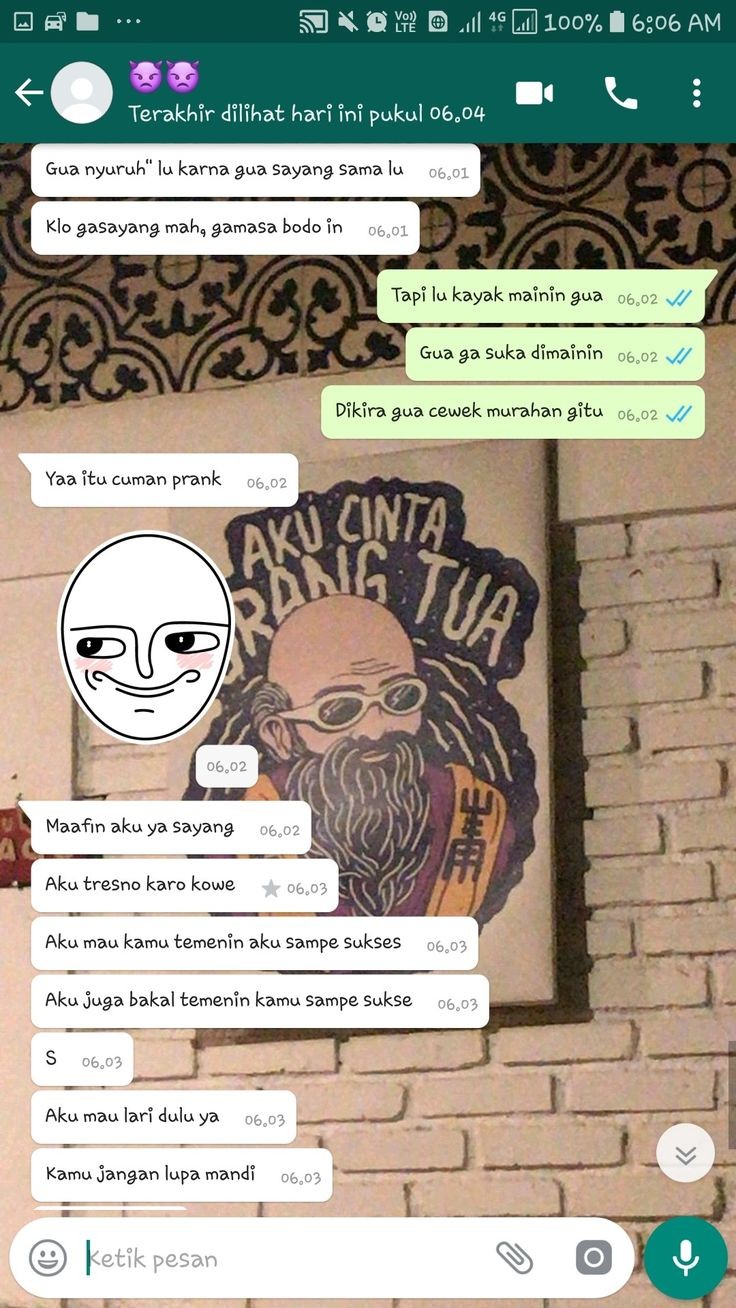 Vo))
LTE
4G
100%
6:06 AM
😈😈
Terakhir dilihat hari ini pukul 06.04
Gua nyuruh" lu karna gua sayang sama lu 06.01
Klo gasayang mah, gamasa bodo in 06.01
Tapi lu kayak mainin gua 06.02
Gua ga suka dimainin 06.02
Dikira gua cewek murahan gitu 06.02
Yaa itu cuman prank 06.02
AKU CINTA
ORANG TUA
06.02
Maafin aku ya sayang 06.02
Aku tresno karo kowe 06.03
Aku mau kamu temenin aku sampe sukses 06.03
Aku juga bakal temenin kamu sampe sukse 06.03
S 06.03
Aku mau lari dulu ya 06.03
Kamu jangan lupa mandi 06.03
Ketik pesan